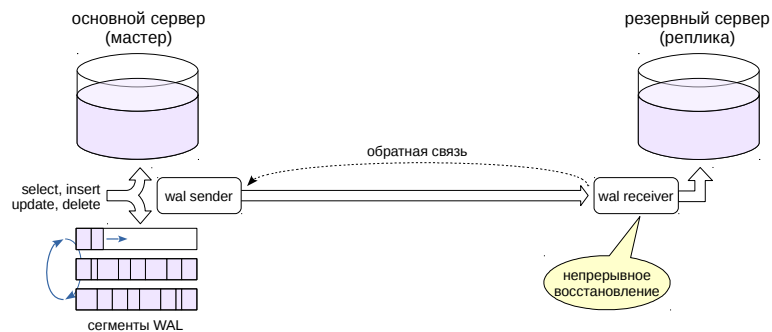 основной сервер
(мастер)
резервный сервер
(реплика)
обратная связь
select, insert
update, delete
wal sender
wal receiver
непрерывное
восстановление
сегменты WAL